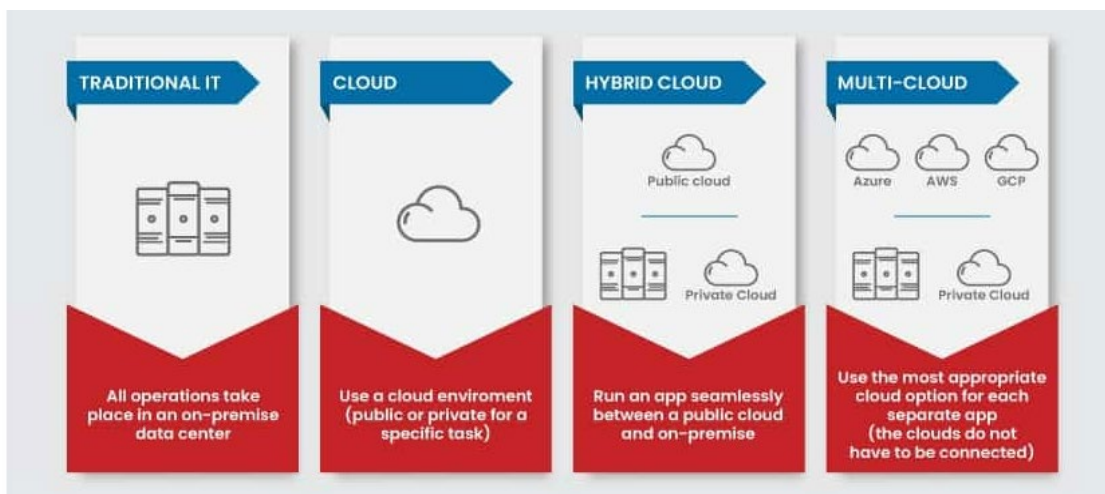 TRADITIONAL IT
All operations take
place in an on-premise
data center
CLOUD
Use a cloud enviroment
(public or private for a
specific task)
HYBRID CLOUD
Public cloud
Private Cloud
Run an app seamlessly
between a public cloud
and on-premise
MULTI-CLOUD
Azure AWS GCP
Private Cloud
Use the most appropriate
cloud option for each
separate app
(the clouds do not
have to be connected)